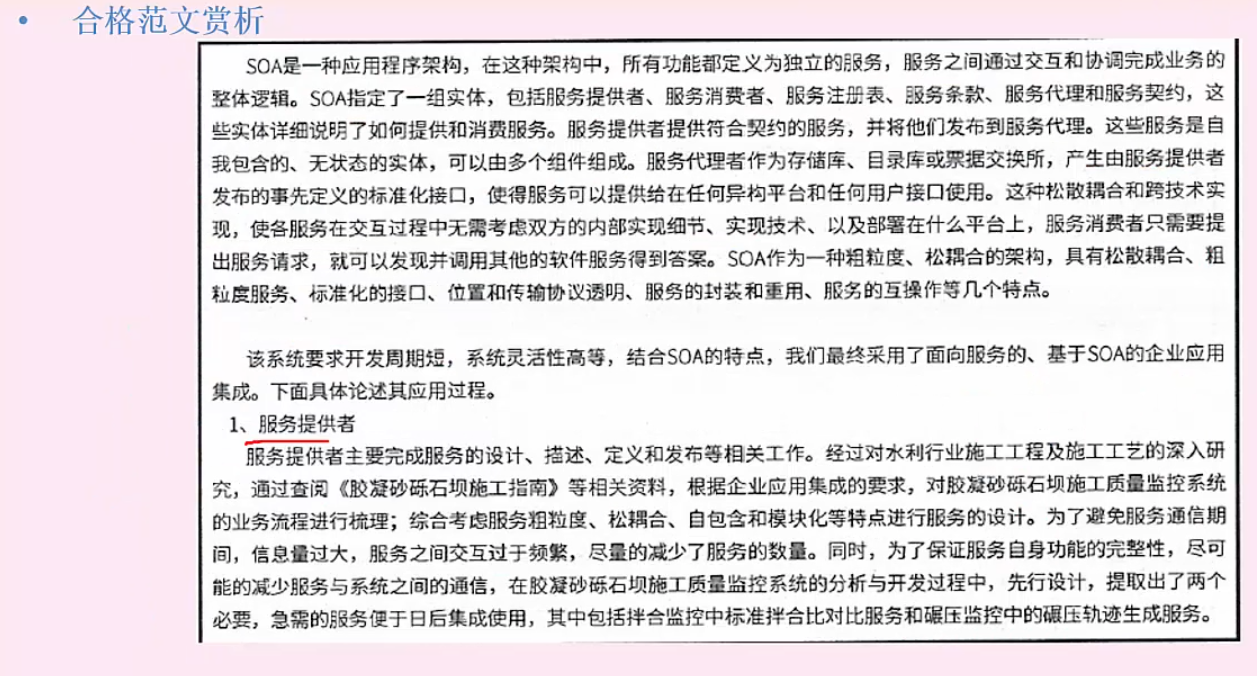 • 合格范文赏析
SOA是一种应用程序架构，在这种架构中，所有功能都定义为独立的服务，服务之间通过交互和协调完成业务的
整体逻辑。SOA指定了一组实体，包括服务提供者、服务消费者、服务注册表、服务条款、服务代理和服务契约，这
些实体详细说明了如何提供和消费服务。服务提供者提供符合契约的服务，并将他们发布到服务代理。这些服务是自
我包含的、无状态的实体，可以由多个组件组成。服务代理者作为存储库、目录库或票据交换所，产生由服务提供者
发布的事先定义的标准化接口，使得服务可以提供给在任何异构平台和任何用户接口使用。这种松散耦合和跨技术实
现，使各服务在交互过程中无需考虑双方的内部实现细节、实现技术、以及部署在什么平台上，服务消费者只需要提
出服务请求，就可以发现并调用其他的软件服务得到答案。SOA作为一种粗粒度、松耦合的架构，具有松散耦合、粗
粒度服务、标准化的接口、位置和传输协议透明、服务的封装和重用、服务的互操作等几个特点。
该系统要求开发周期短，系统灵活性高等，结合SOA的特点，我们最终采用了面向服务的、基于SOA的企业应用
集成。下面具体论述其应用过程。
1、服务提供者
服务提供者主要完成服务的设计、描述、定义和发布等相关工作。经过对水利行业施工工程及施工工艺的深入研
究，通过查阅《胶凝砂砾石坝施工指南》等相关资料，根据企业应用集成的要求，对胶凝砂砾石坝施工质量监控系统
的业务流程进行梳理；综合考虑服务粗粒度、松耦合、自包含和模块化等特点进行服务的设计。为了避免服务通信期
间，信息量过大，服务之间交互过于频繁，尽量的减少了服务的数量。同时，为了保证服务自身功能的完整性，尽可
能的减少服务与系统之间的通信，在胶凝砂砾石坝施工质量监控系统的分析与开发过程中，先行设计，提取出了两个
必要，急需的服务便于日后集成使用，其中包括拌合监控中标准拌合比对比服务和碾压监控中的碾压轨迹生成服务。